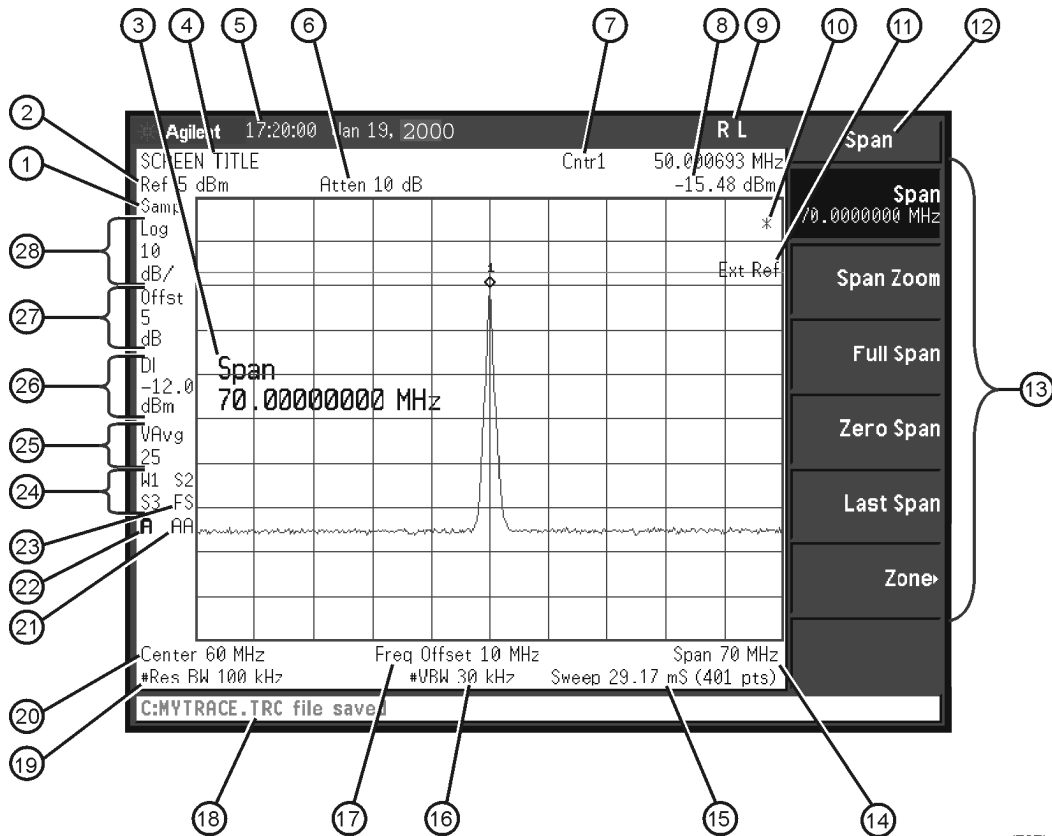 3 4 5 6 7 8 9 10 11 12
2
1
28
27
26
25
24
23
22
21
20
19
18 17 16 15 14
13
Agilent 17:20:00 Jan 19, 2000 R L
SCREEN TITLE Cntr1 50.000693 MHz
Ref 5 dBm Atten 10 dB -15.48 dBm
Samp
Log
10
dB/
Offst
5
dB
DI
-12.0
dBm
VAvg
25
W1 S2
S3 FS
A AA
*
1
Ext Ref
Span
70.00000000 MHz
Center 60 MHz Freq Offset 10 MHz Span 70 MHz
#Res BW 100 kHz #VBW 30 kHz Sweep 29.17 mS (401 pts)
C:MYTRACE.TRC file saved
Span
Span
70.0000000 MHz
Span Zoom
Full Span
Zero Span
Last Span
Zone